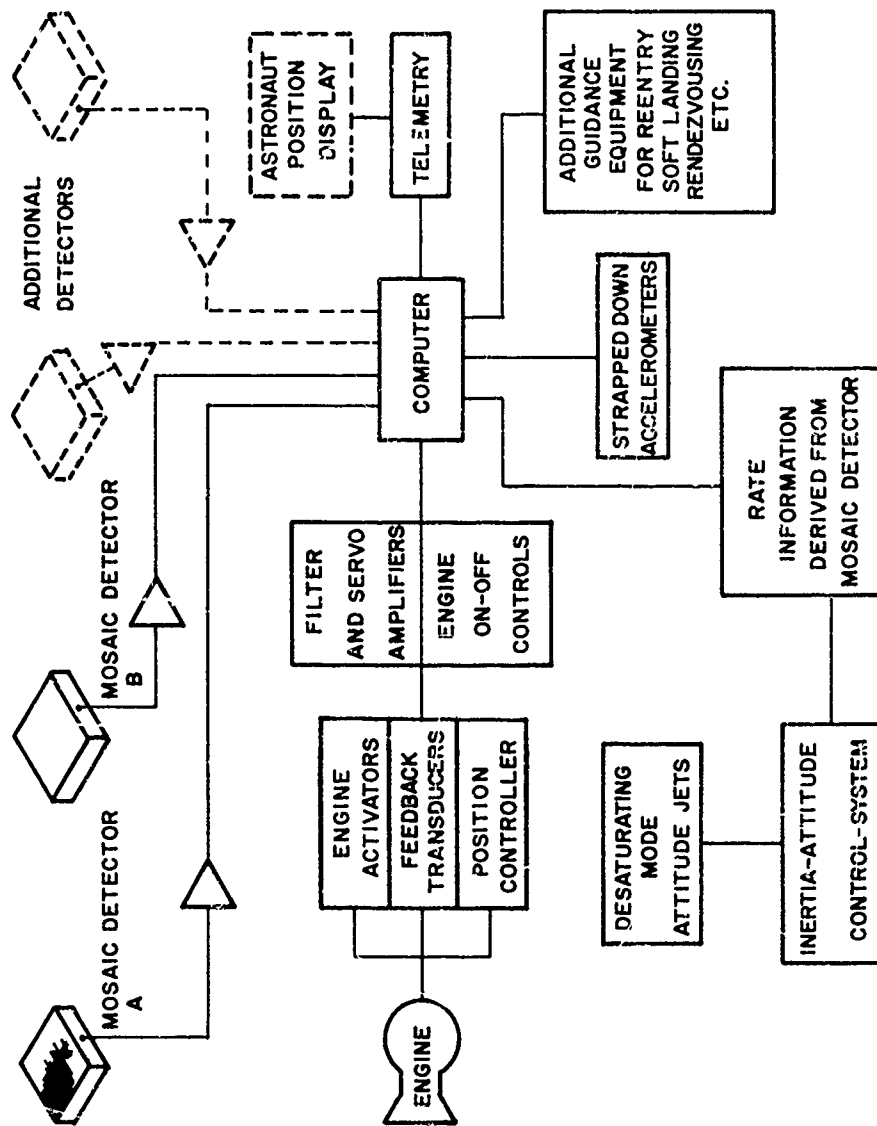 MOSAIC DETECTOR
A
MOSAIC DETECTOR
B
ADDITIONAL
DETECTORS
ENGINE
ENGINE
ACTIVATORS
FEEDBACK
TRANSDUCERS
POSITION
CONTROLLER
FILTER
AND SERVO
AMPLIFIERS
ENGINE
ON-OFF
CONTROLS
COMPUTER
ASTRONAUT
POSITION
DISPLAY
TELEMETRY
DESATURATING
MODE
ATTITUDE JETS
INERTIA-ATTITUDE
CONTROL-SYSTEM
RATE
INFORMATION
DERIVED FROM
MOSAIC DETECTOR
STRAPPED DOWN
ACCELEROMETERS
ADDITIONAL
GUIDANCE
EQUIPMENT
FOR REENTRY
SOFT LANDING
RENDEZVOUSING
ETC.